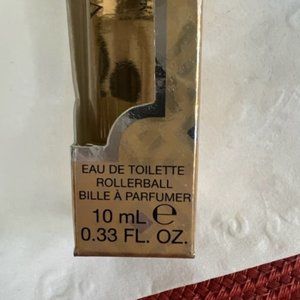 EAU DE TOILETTE
ROLLERBALL
BILLE À PARFUMER
10 mL ℮
0.33 FL. OZ.